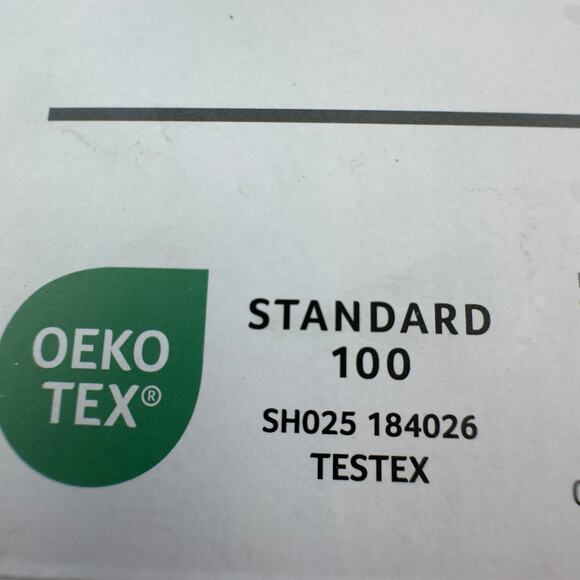 OEKO
TEX®
STANDARD
100
SH025 184026
TESTEX